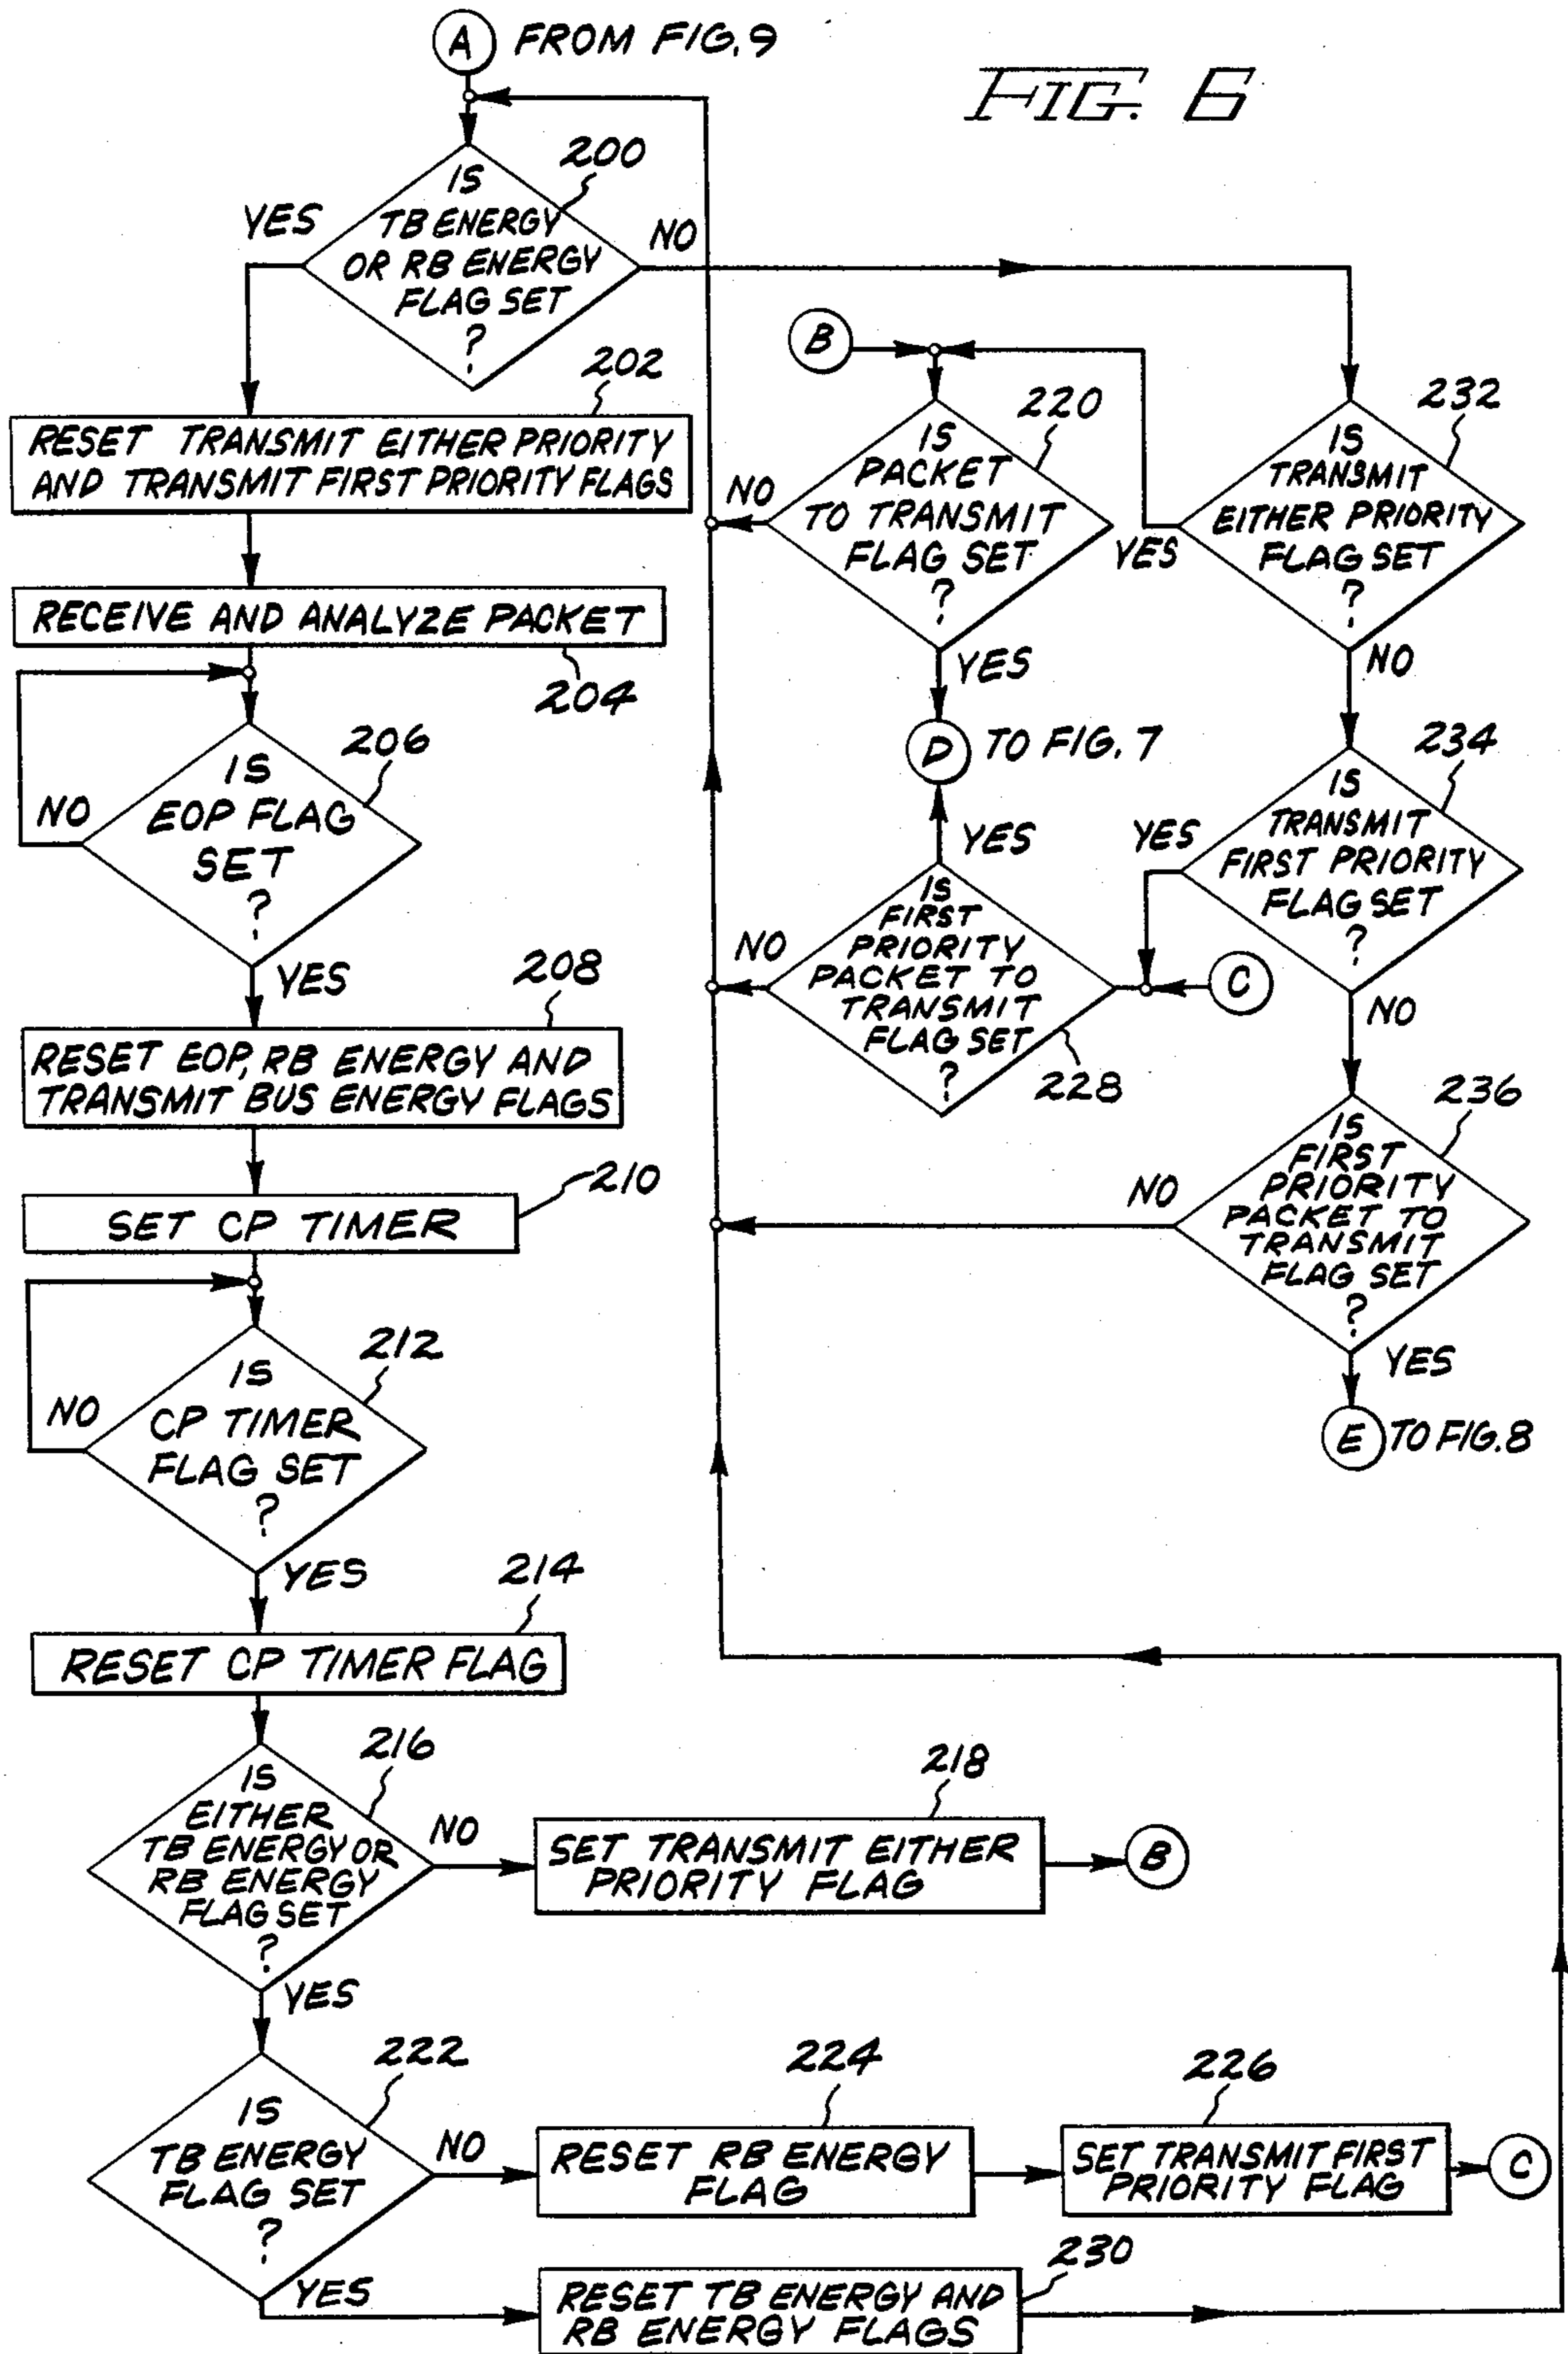 A FROM FIG. 9
FIG. 6
200
IS
TB ENERGY
OR RB ENERGY
FLAG SET
?
YES
NO
202
RESET TRANSMIT EITHER PRIORITY
AND TRANSMIT FIRST PRIORITY FLAGS
RECEIVE AND ANALYZE PACKET
204
206
IS
EOP FLAG
SET
?
NO
YES
208
RESET EOP, RB ENERGY AND
TRANSMIT BUS ENERGY FLAGS
210
SET CP TIMER
212
IS
CP TIMER
FLAG SET
?
NO
YES
214
RESET CP TIMER FLAG
216
IS
EITHER
TB ENERGY OR
RB ENERGY
FLAG SET
?
NO
YES
218
SET TRANSMIT EITHER
PRIORITY FLAG
B
222
IS
TB ENERGY
FLAG SET
?
NO
YES
224
RESET RB ENERGY
FLAG
226
SET TRANSMIT FIRST
PRIORITY FLAG
C
230
RESET TB ENERGY AND
RB ENERGY FLAGS
B
220
IS
PACKET
TO TRANSMIT
FLAG SET
?
NO
YES
D TO FIG. 7
YES
IS
FIRST
PRIORITY
PACKET TO
TRANSMIT
FLAG SET
?
NO
228
C
232
IS
TRANSMIT
EITHER PRIORITY
FLAG SET
?
YES
NO
234
IS
TRANSMIT
FIRST PRIORITY
FLAG SET
?
YES
NO
236
IS
FIRST
PRIORITY
PACKET TO
TRANSMIT
FLAG SET
?
NO
YES
E TO FIG. 8